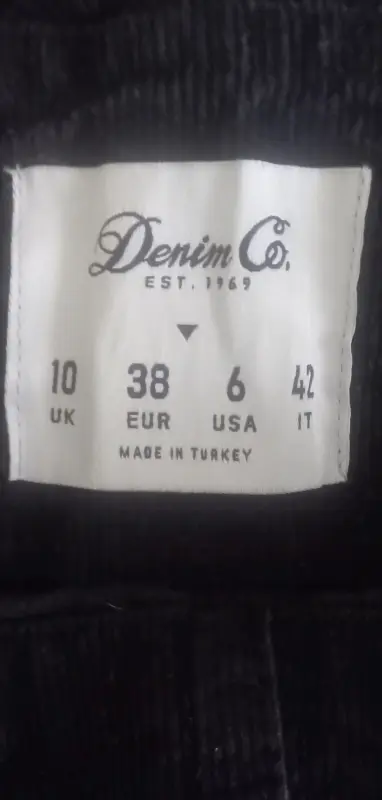 Denim Co.
EST. 1969
10 38 6 42
UK EUR USA IT
MADE IN TURKEY